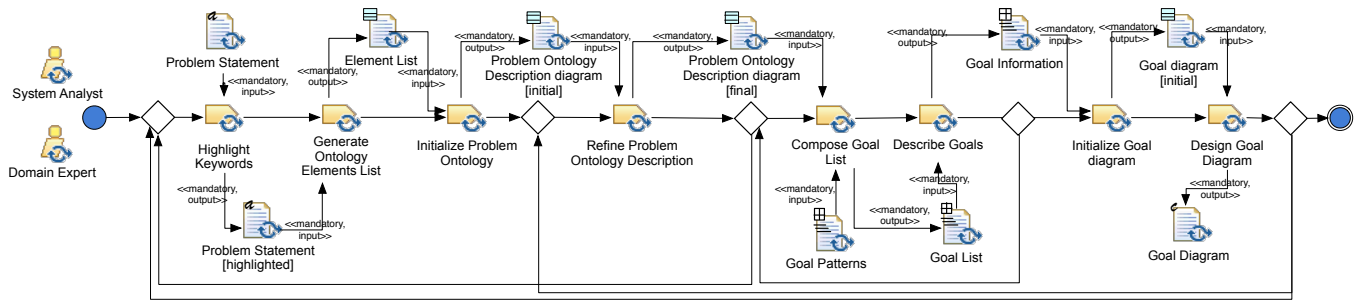 System Analyst
Domain Expert
a
Problem Statement
<<mandatory,
input>>
Highlight
Keywords
<<mandatory,
output>>
a
Problem Statement
[highlighted]
<<mandatory,
input>>
Generate
Ontology
Elements List
<<mandatory,
output>>
Element List
<<mandatory,
input>>
Initialize Problem
Ontology
<<mandatory,
output>>
Problem Ontology
Description diagram
[initial]
<<mandatory,
input>>
Refine Problem
Ontology Description
<<mandatory,
output>>
Problem Ontology
Description diagram
[final]
<<mandatory,
input>>
Compose Goal
List
<<mandatory,
input>>
Goal Patterns
<<mandatory,
output>>
Goal List
<<mandatory,
input>>
Describe Goals
<<mandatory,
output>>
Goal Information
<<mandatory,
input>>
Initialize Goal
diagram
<<mandatory,
output>>
Goal diagram
[initial]
<<mandatory,
input>>
Design Goal
Diagram
<<mandatory,
output>>
Goal Diagram